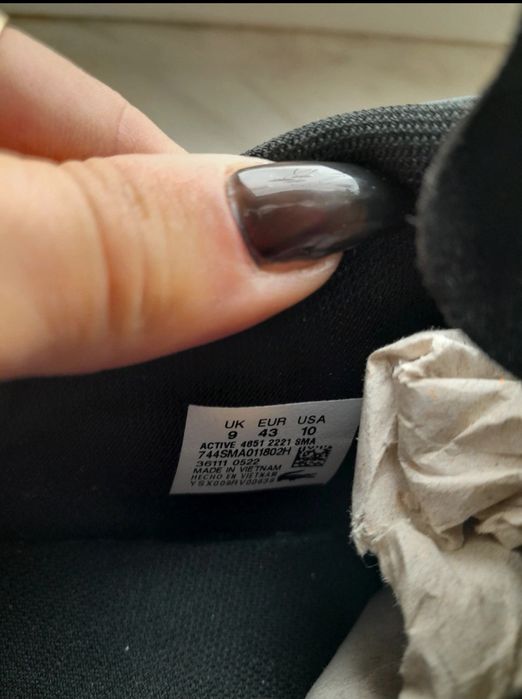 UK EUR USA
9 43 10
ACTIVE 4851 2221 SMA
744SMA011802H
36111 0522
MADE IN VIETNAM
HECHO EN VIETNAM